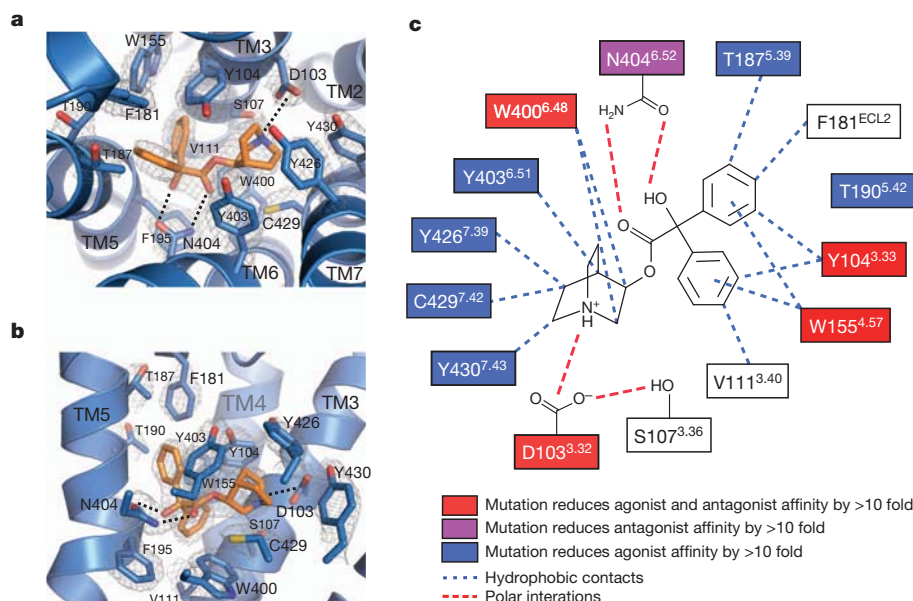 a
W155
TM3
Y104
D103
TM2
T190
F181
S107
Y430
T187
V111
Y426
W400
Y403
C429
TM5
F195
N404
TM6
TM7
b
T187
F181
TM5
TM4
TM3
T190
Y403
Y426
Y104
Y430
W155
N404
D103
S107
C429
F195
V111
W400
c
N404^6.52
T187^5.39
W400^6.48
H₂N
O
F181^ECL2
Y403^6.51
HO
T190^5.42
Y426^7.39
O
Y104^3.33
O
C429^7.42
N⁺
H
W155^4.57
Y430^7.43
V111^3.40
O
O⁻
HO
S107^3.36
D103^3.32
Mutation reduces agonist and antagonist affinity by >10 fold
Mutation reduces antagonist affinity by >10 fold
Mutation reduces agonist affinity by >10 fold
Hydrophobic contacts
Polar interations